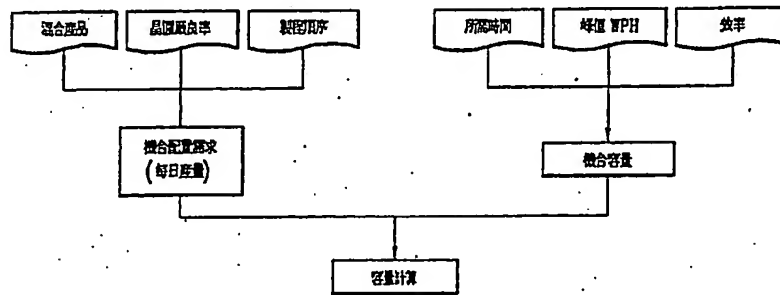 混合產品
晶圓廠良率
製程順序
所需時間
峰值 WPH
效率
機台配置需求
(每日產量)
機台容量
容量計算